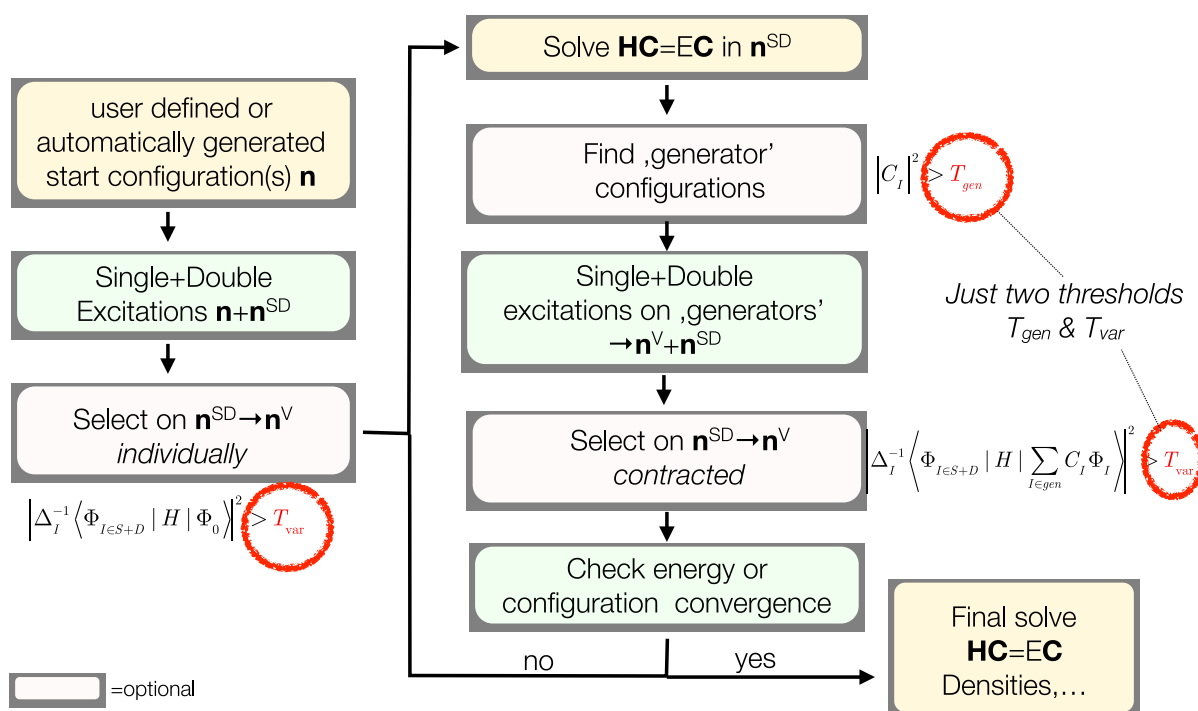 user defined or
automatically generated
start configuration(s) n
Single+Double
Excitations n+n^SD
Select on n^SD→n^V
individually
|Δ_I^-1 ⟨Φ_I∈S+D | H | Φ_0⟩|^2 > T_var
=optional
Solve HC=EC in n^SD
Find ‚generator’
configurations
|C_I|^2 > T_gen
Single+Double
excitations on ‚generators’
→n^V+n^SD
Just two thresholds
T_gen & T_var
Select on n^SD→n^V
contracted
|Δ_I^-1 ⟨Φ_I∈S+D | H | ∑_I∈gen C_I Φ_I⟩|^2 > T_var
Check energy or
configuration convergence
no
yes
Final solve
HC=EC
Densities,...